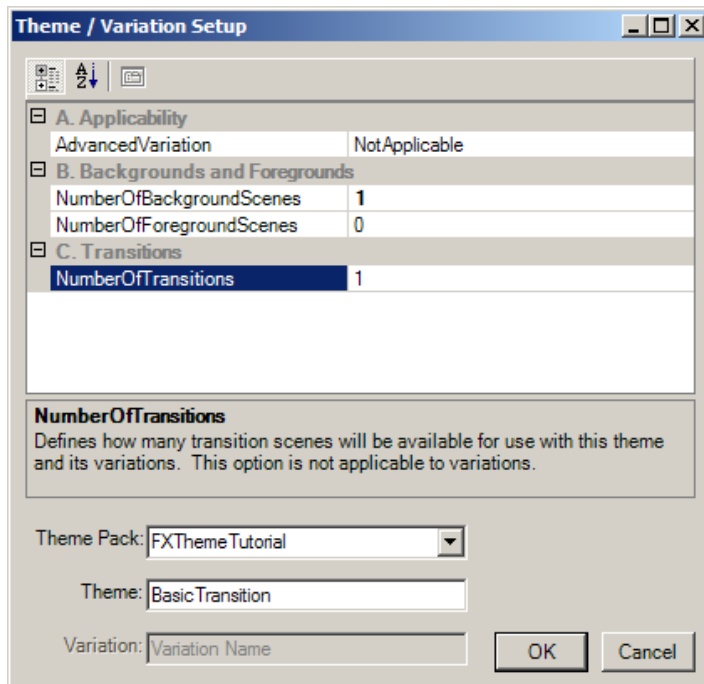 Theme / Variation Setup
A Z
A. Applicability
AdvancedVariation NotApplicable
B. Backgrounds and Foregrounds
NumberOfBackgroundScenes 1
NumberOfForegroundScenes 0
C. Transitions
NumberOfTransitions 1
NumberOfTransitions
Defines how many transition scenes will be available for use with this theme
and its variations. This option is not applicable to variations.
Theme Pack: FXThemeTutorial
Theme: BasicTransition
Variation: Variation Name
OK Cancel